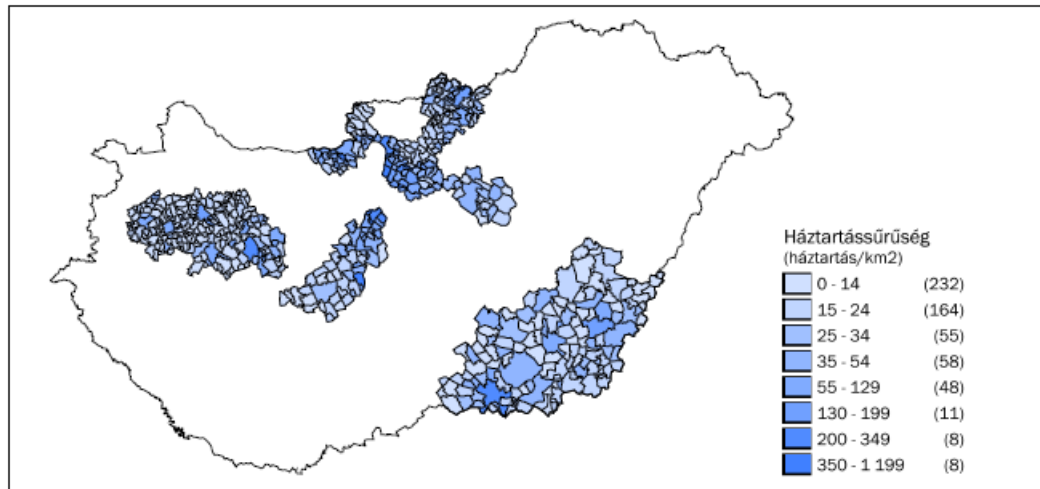 Háztartássűrűség
(háztartás/km2)
0 - 14 (232)
15 - 24 (164)
25 - 34 (55)
35 - 54 (58)
55 - 129 (48)
130 - 199 (11)
200 - 349 (8)
350 - 1 199 (8)